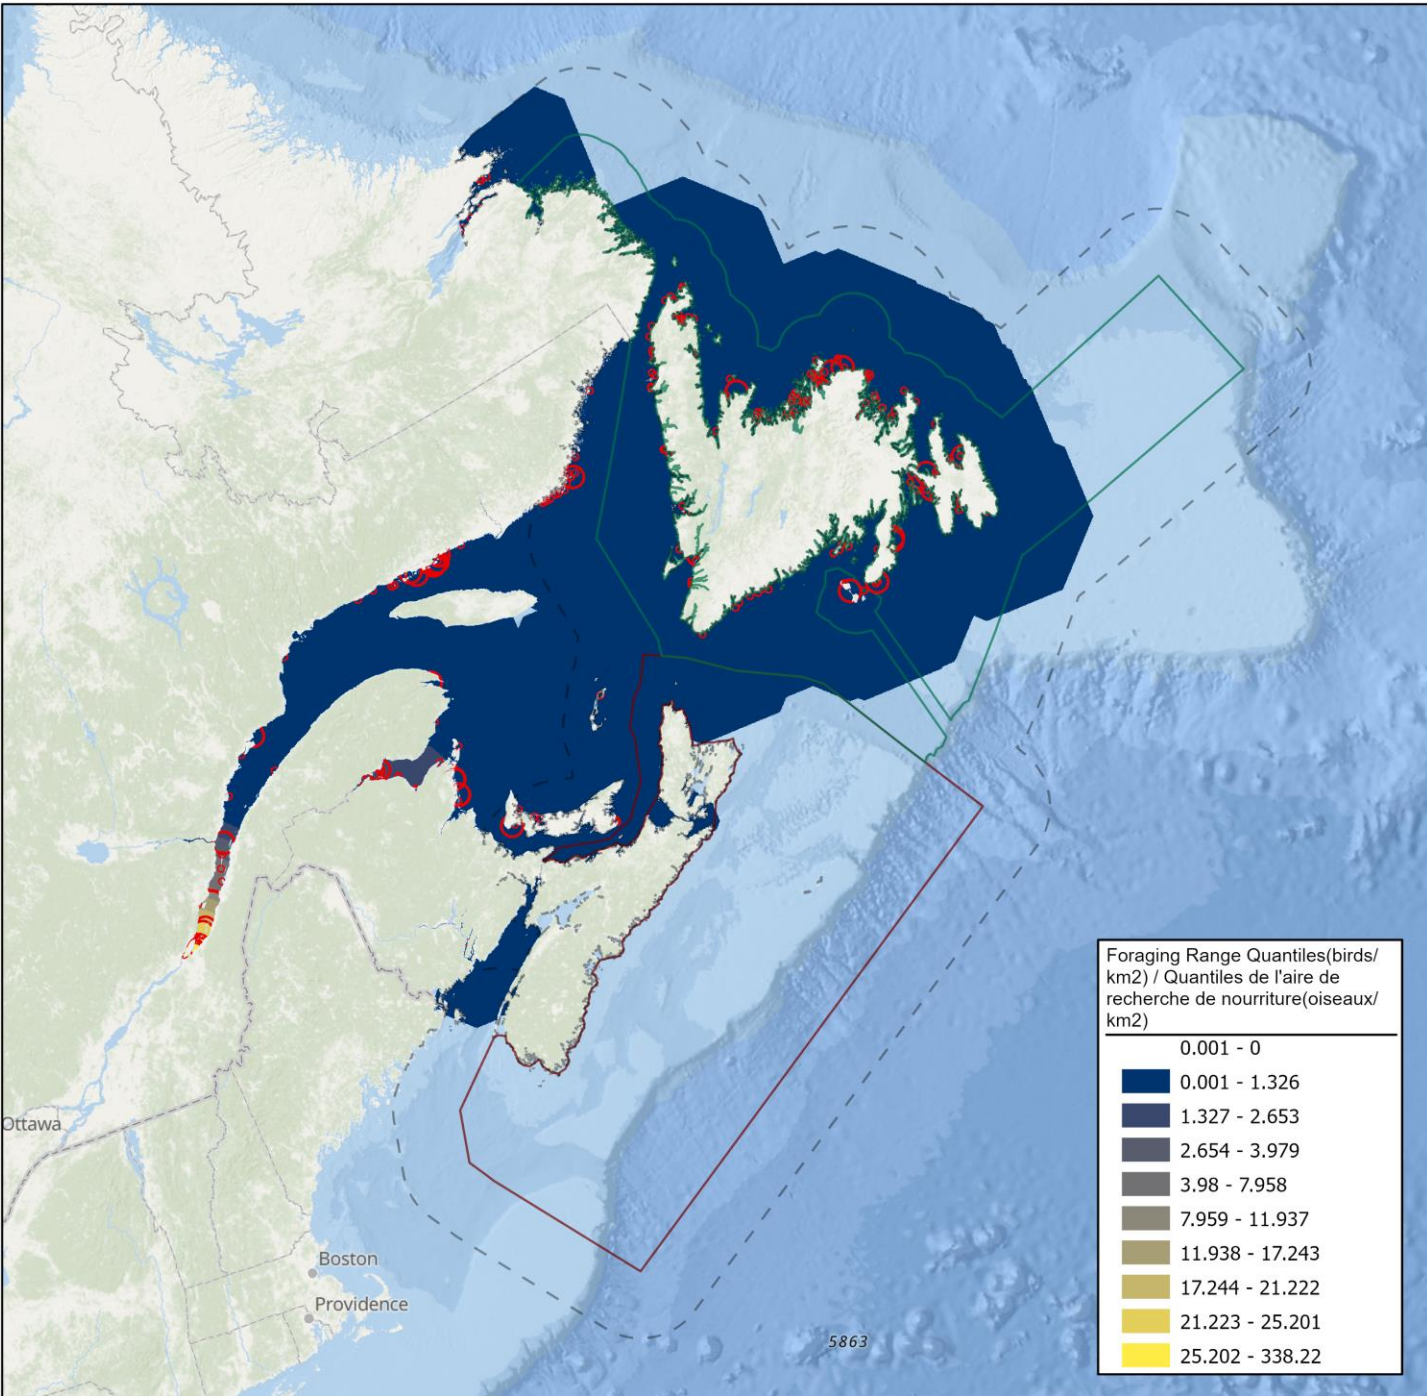 Ottawa
Boston
Providence
5863
Foraging Range Quantiles(birds/
km2) / Quantiles de l'aire de
recherche de nourriture(oiseaux/
km2)
0.001 - 0
0.001 - 1.326
1.327 - 2.653
2.654 - 3.979
3.98 - 7.958
7.959 - 11.937
11.938 - 17.243
17.244 - 21.222
21.223 - 25.201
25.202 - 338.22